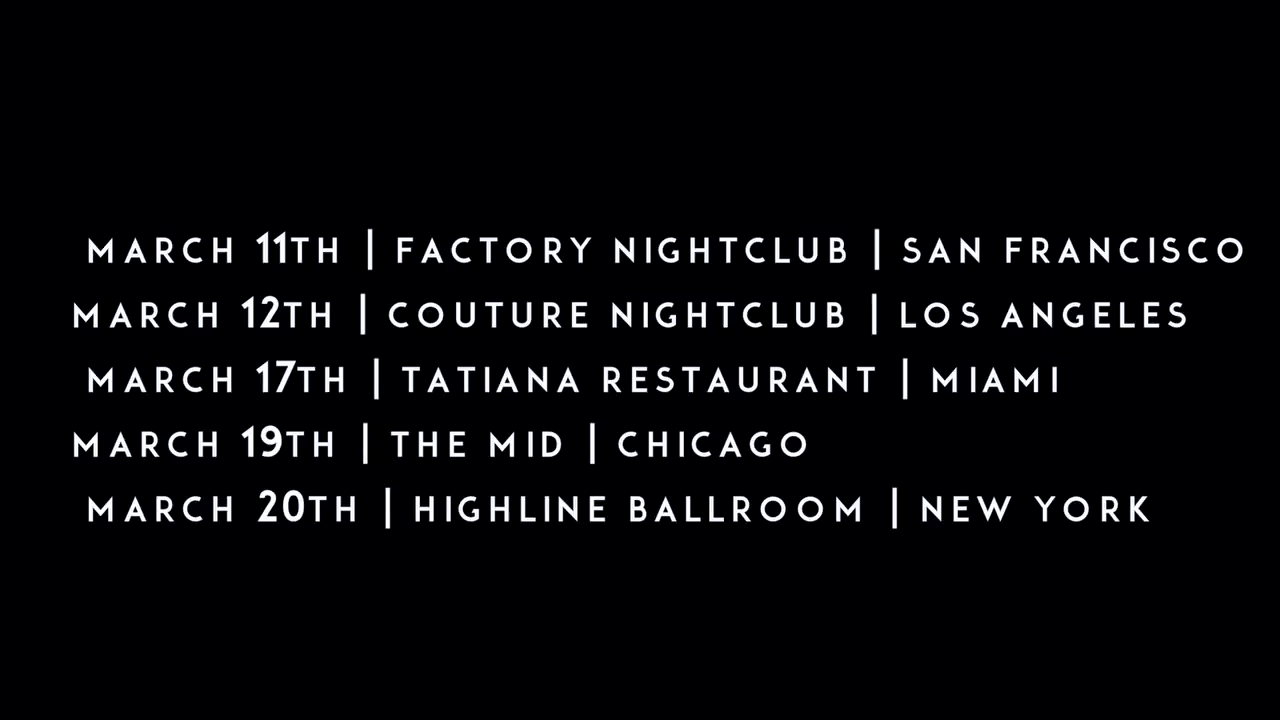 MARCH 11TH | FACTORY NIGHTCLUB | SAN FRANCISCO
MARCH 12TH | COUTURE NIGHTCLUB | LOS ANGELES
MARCH 17TH | TATIANA RESTAURANT | MIAMI
MARCH 19TH | THE MID | CHICAGO
MARCH 20TH | HIGHLINE BALLROOM | NEW YORK